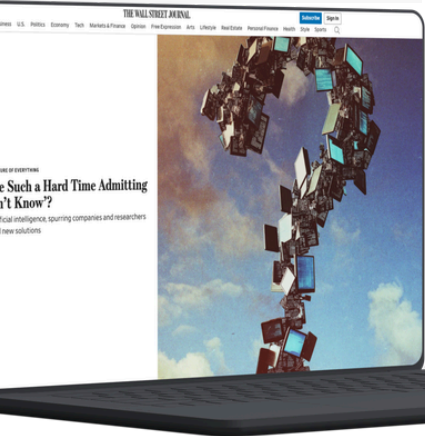 THE WALL STREET JOURNAL
Subscribe Sign In
iness U.S. Politics Economy Tech Markets & Finance Opinion Free Expression Arts Lifestyle Real Estate Personal Finance Health Style Sports
URE OF EVERYTHING
e Such a Hard Time Admitting
n't Know'?
ficial intelligence, spurring companies and researchers
d new solutions